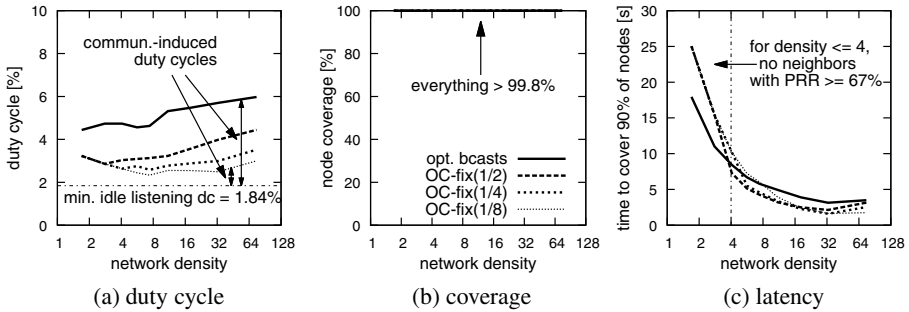 duty cycle [%]
10
8
6
4
2
0
commun.-induced
duty cycles
min. idle listening dc = 1.84%
1 2 4 8 16 32 64 128
network density
(a) duty cycle
node coverage [%]
100
80
60
40
20
0
everything > 99.8%
opt. bcasts
OC-fix(1/2)
OC-fix(1/4)
OC-fix(1/8)
1 2 4 8 16 32 64 128
network density
(b) coverage
time to cover 90% of nodes [s]
30
25
20
15
10
5
0
for density <= 4,
no neighbors
with PRR >= 67%
1 2 4 8 16 32 64 128
network density
(c) latency